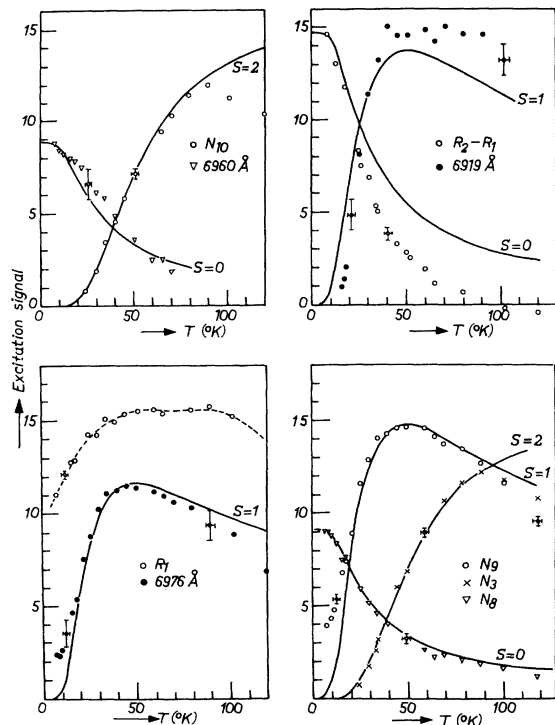 15
10
5
0
S=2
○ N10
▽ 6960 Å
S=0
0 50 100
T (°K)
15
10
5
0
S=1
○ R2–R1
● 6919 Å
S=0
0 50 100
T (°K)
Excitation signal
15
10
5
0
S=1
○ R1
● 6976 Å
0 50 100
T (°K)
15
10
5
0
S=2
S=1
○ N9
× N3
▽ N8
S=0
0 50 100
T (°K)